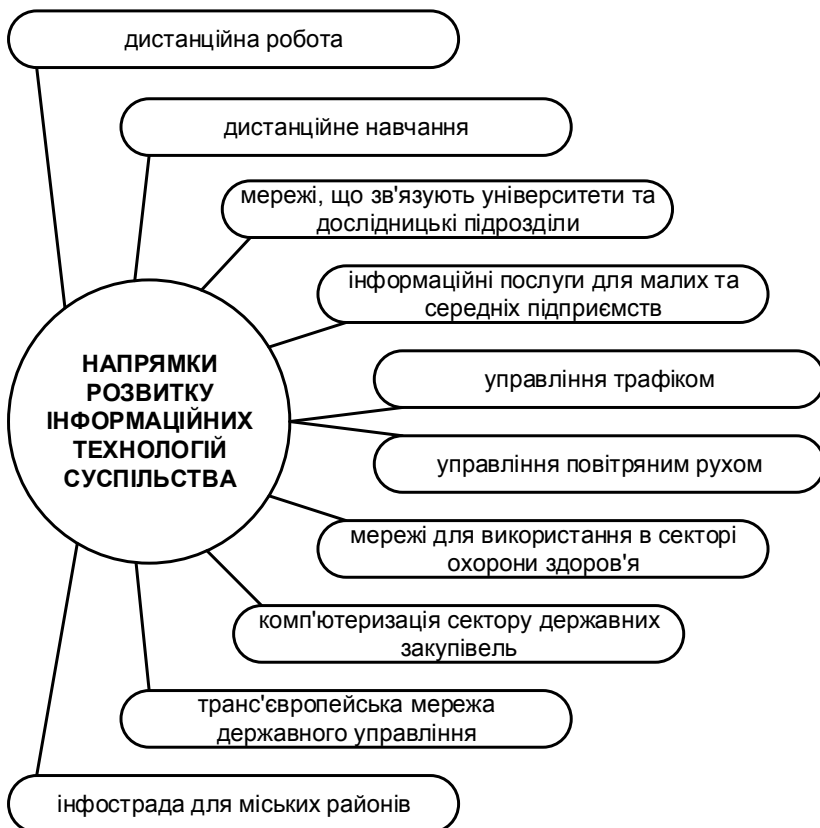 дистанційна робота
дистанційне навчання
мережі, що зв'язують університети та
дослідницькі підрозділи
інформаційні послуги для малих та
середніх підприємств
НАПРЯМКИ
РОЗВИТКУ
ІНФОРМАЦІЙНИХ
ТЕХНОЛОГІЙ
СУСПІЛЬСТВА
управління трафіком
управління повітряним рухом
мережі для використання в секторі
охорони здоров'я
комп'ютеризація сектору державних
закупівель
транс'європейська мережа
державного управління
інфострада для міських районів